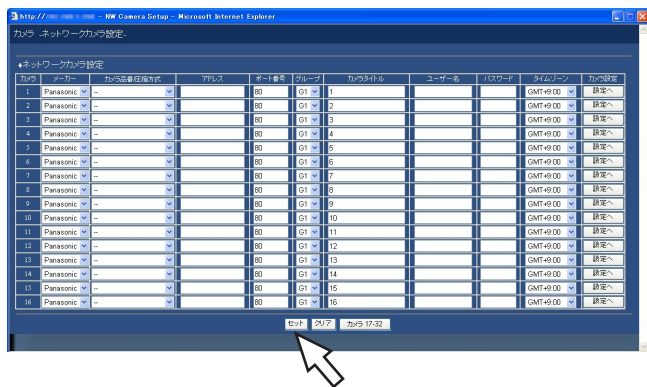 http:// - NW Camera Setup - Microsoft Internet Explorer
カメラ -ネットワークカメラ設定-
◆ネットワークカメラ設定
カメラ メーカー カメラ品番/圧縮方式 アドレス ポート番号 グループ カメラタイトル ユーザー名 パスワード タイムゾーン カメラ設定
1 Panasonic -- 80 G1 1 GMT+9:00 設定へ
2 Panasonic -- 80 G1 2 GMT+9:00 設定へ
3 Panasonic -- 80 G1 3 GMT+9:00 設定へ
4 Panasonic -- 80 G1 4 GMT+9:00 設定へ
5 Panasonic -- 80 G1 5 GMT+9:00 設定へ
6 Panasonic -- 80 G1 6 GMT+9:00 設定へ
7 Panasonic -- 80 G1 7 GMT+9:00 設定へ
8 Panasonic -- 80 G1 8 GMT+9:00 設定へ
9 Panasonic -- 80 G1 9 GMT+9:00 設定へ
10 Panasonic -- 80 G1 10 GMT+9:00 設定へ
11 Panasonic -- 80 G1 11 GMT+9:00 設定へ
12 Panasonic -- 80 G1 12 GMT+9:00 設定へ
13 Panasonic -- 80 G1 13 GMT+9:00 設定へ
14 Panasonic -- 80 G1 14 GMT+9:00 設定へ
15 Panasonic -- 80 G1 15 GMT+9:00 設定へ
16 Panasonic -- 80 G1 16 GMT+9:00 設定へ
セット クリア カメラ 17-32